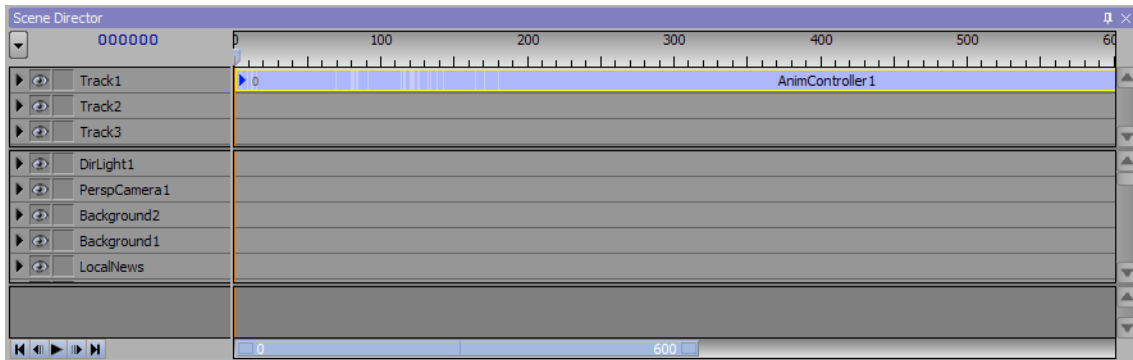 Scene Director
000000
0 100 200 300 400 500 60
Track1 0 AnimController1
Track2
Track3
DirLight1
PerspCamera1
Background2
Background1
LocalNews
0 600